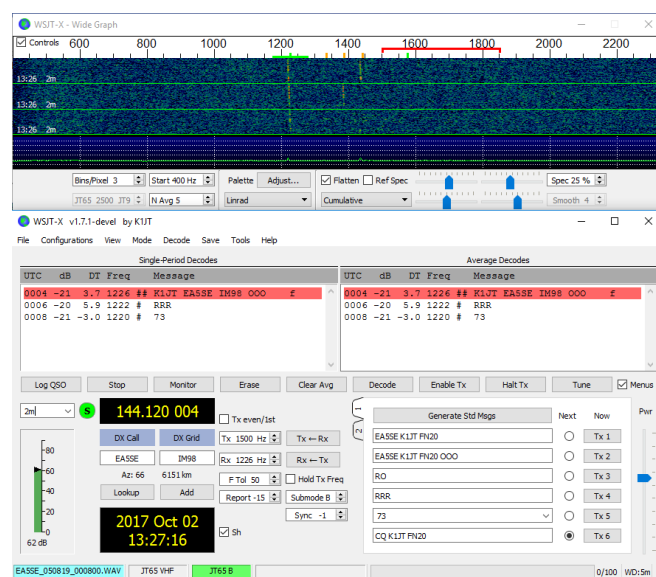 WSJT-X - Wide Graph
Controls 600 800 1000 1200 1400 1600 1800 2000 2200
13:26 2m
13:26 2m
13:26 2m
Bins/Pixel 3 Start 400 Hz Palette Adjust... Flatten Ref Spec Spec 25 %
JT65 2500 JT9 N Avg 5 Linrad Cumulative Smooth 4
WSJT-X v1.7.1-devel by K1JT
File Configurations View Mode Decode Save Tools Help
Single-Period Decodes Average Decodes
UTC dB DT Freq Message UTC dB DT Freq Message
0004 -21 3.7 1226 ## K1JT EA5SE IM98 OOO f 0004 -21 3.7 1226 ## K1JT EA5SE IM98 OOO f
0006 -20 5.9 1222 # RRR 0006 -20 5.9 1222 # RRR
0008 -21 -3.0 1220 # 73 0008 -21 -3.0 1220 # 73
Log QSO Stop Monitor Erase Clear Avg Decode Enable Tx Halt Tx Tune Menus
2m S 144.120 004 Tx even/1st 1 2 Generate Std Msgs Next Now Pwr
DX Call DX Grid Tx 1500 Hz Tx ← Rx EA5SE K1JT FN20 Tx 1
EA5SE IM98 Rx 1226 Hz Rx ← Tx EA5SE K1JT FN20 OOO Tx 2
Az: 66 6151 km F Tol 50 Hold Tx Freq RO Tx 3
Lookup Add Report -15 Submode B RRR Tx 4
Sync -1 73 Tx 5
2017 Oct 02
13:27:16 Sh CQ K1JT FN20 Tx 6
80
60
40
20
0
62 dB
EA5SE_050819_000800.WAV JT65 VHF JT65 B 0/100 WD:5m